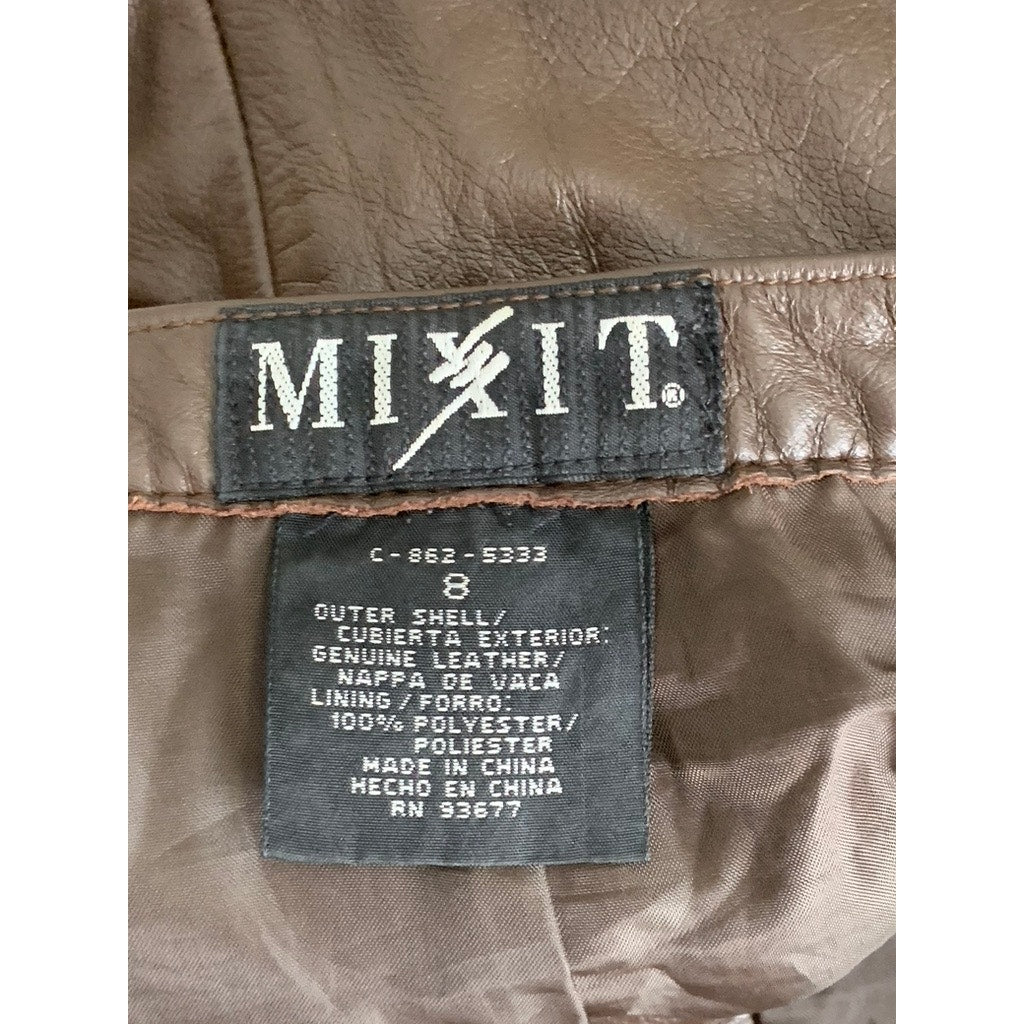 MIXIT®
C-862-5333
8
OUTER SHELL/
CUBIERTA EXTERIOR:
GENUINE LEATHER/
NAPPA DE VACA
LINING/FORRO:
100% POLYESTER/
POLIESTER
MADE IN CHINA
HECHO EN CHINA
RN 93677